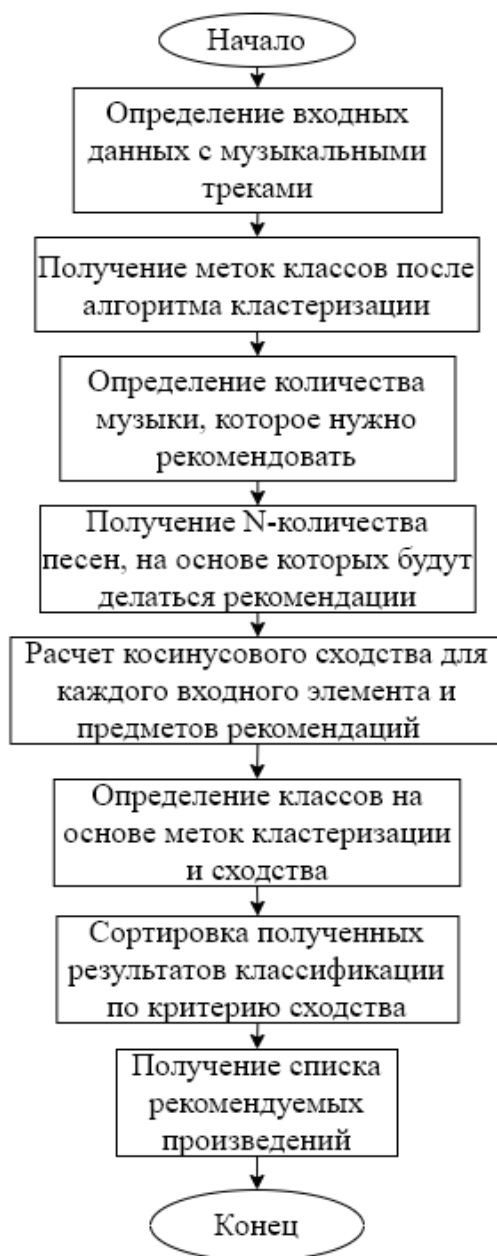 Начало
Определение входных
данных с музыкальными
треками
Получение меток классов после
алгоритма кластеризации
Определение количества
музыки, которое нужно
рекомендовать
Получение N-количества
песен, на основе которых будут
делаться рекомендации
Расчет косинусового сходства для
каждого входного элемента и
предметов рекомендаций
Определение классов на
основе меток кластеризации
и сходства
Сортировка полученных
результатов классификации
по критерию сходства
Получение списка
рекомендуемых
произведений
Конец